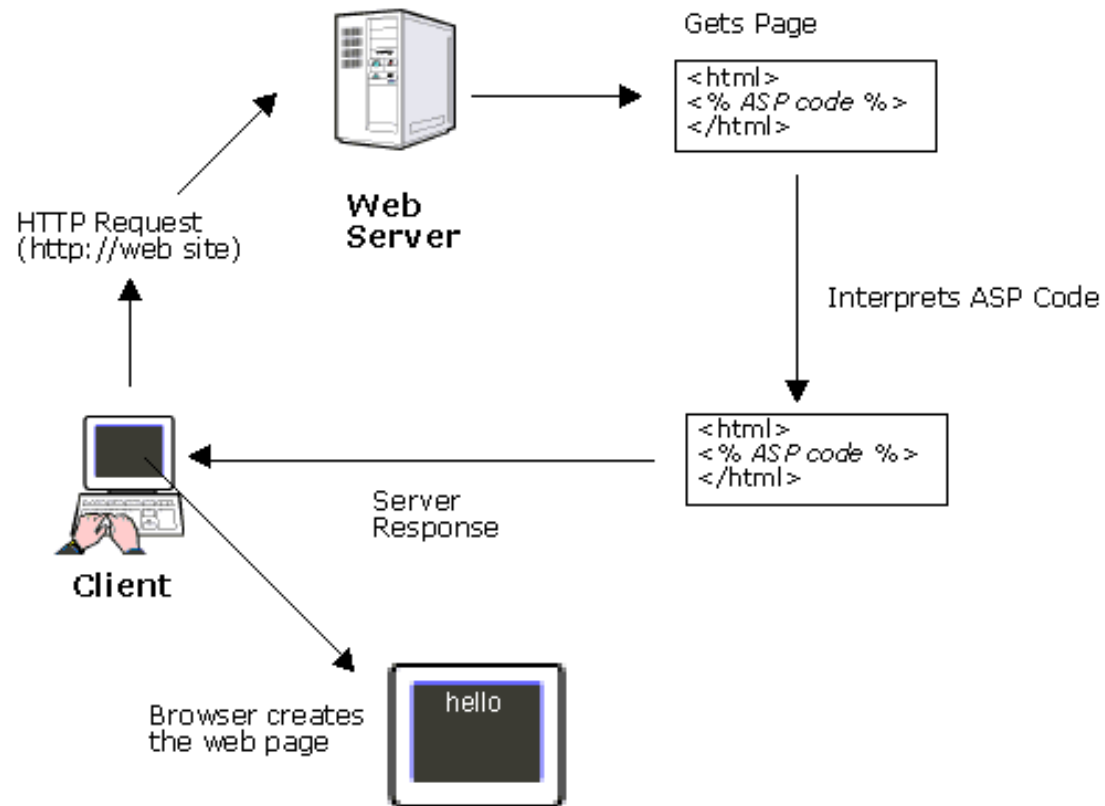 Gets Page
<html>
<% ASP code %>
</html>
Web
Server
HTTP Request
(http://web site)
Interprets ASP Code
<html>
<% ASP code %>
</html>
Server
Response
Client
hello
Browser creates
the web page